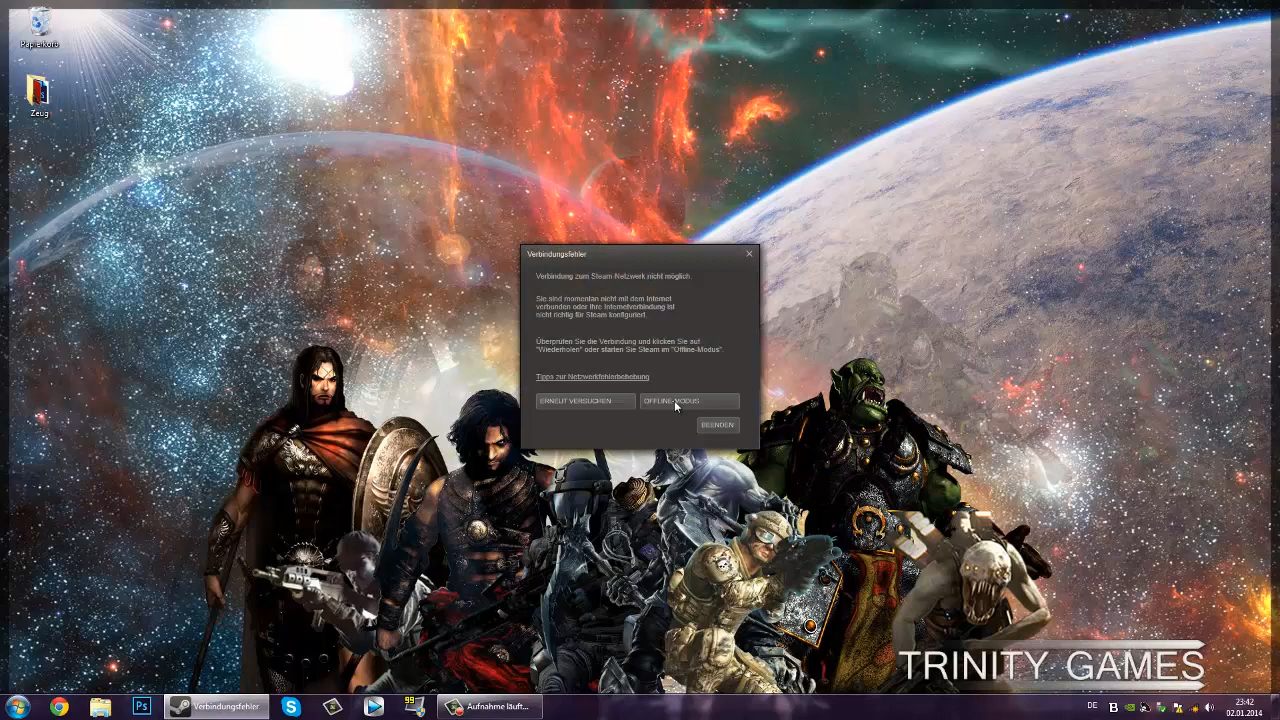 Papierkorb
Zeug
Verbindungsfehler
Verbindung zum Steam-Netzwerk nicht möglich.
Sie sind momentan nicht mit dem Internet
verbunden oder ihre Internetverbindung ist
nicht richtig für Steam konfiguriert.
Überprüfen Sie die Verbindung und klicken Sie auf
"Wiederholen" oder starten Sie Steam im "Offline-Modus".
Tipps zur Netzwerkfehlerbehebung
ERNEUT VERSUCHEN
OFFLINE-MODUS
BEENDEN
TRINITY GAMES
Ps
Verbindungsfehler
99
Aufnahme läuft...
DE
23:42
02.01.2014